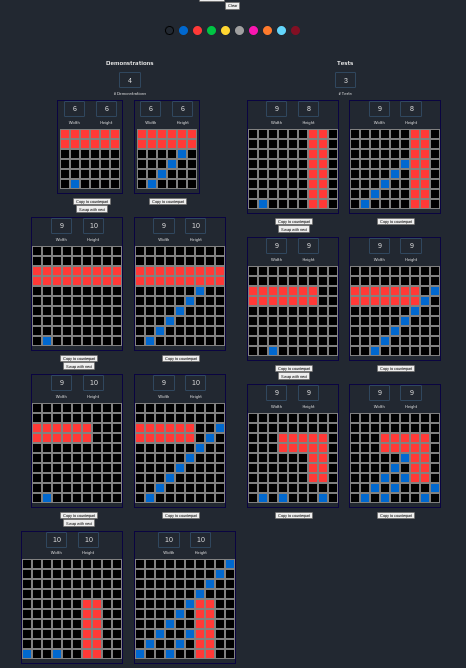 Clear
Demonstrations Tests
4 3
# Demonstrations # Tests
6 6 6 6 9 8 9 8
Width Height Width Height Width Height Width Height
Copy to counterpart Copy to counterpart Copy to counterpart Copy to counterpart
Swap with next Swap with next
9 10 9 10 9 9 9 9
Width Height Width Height Width Height Width Height
Copy to counterpart Copy to counterpart Copy to counterpart Copy to counterpart
Swap with next Swap with next
9 10 9 10 9 9 9 9
Width Height Width Height Width Height Width Height
Copy to counterpart Copy to counterpart Copy to counterpart Copy to counterpart
Swap with next
10 10 10 10
Width Height Width Height